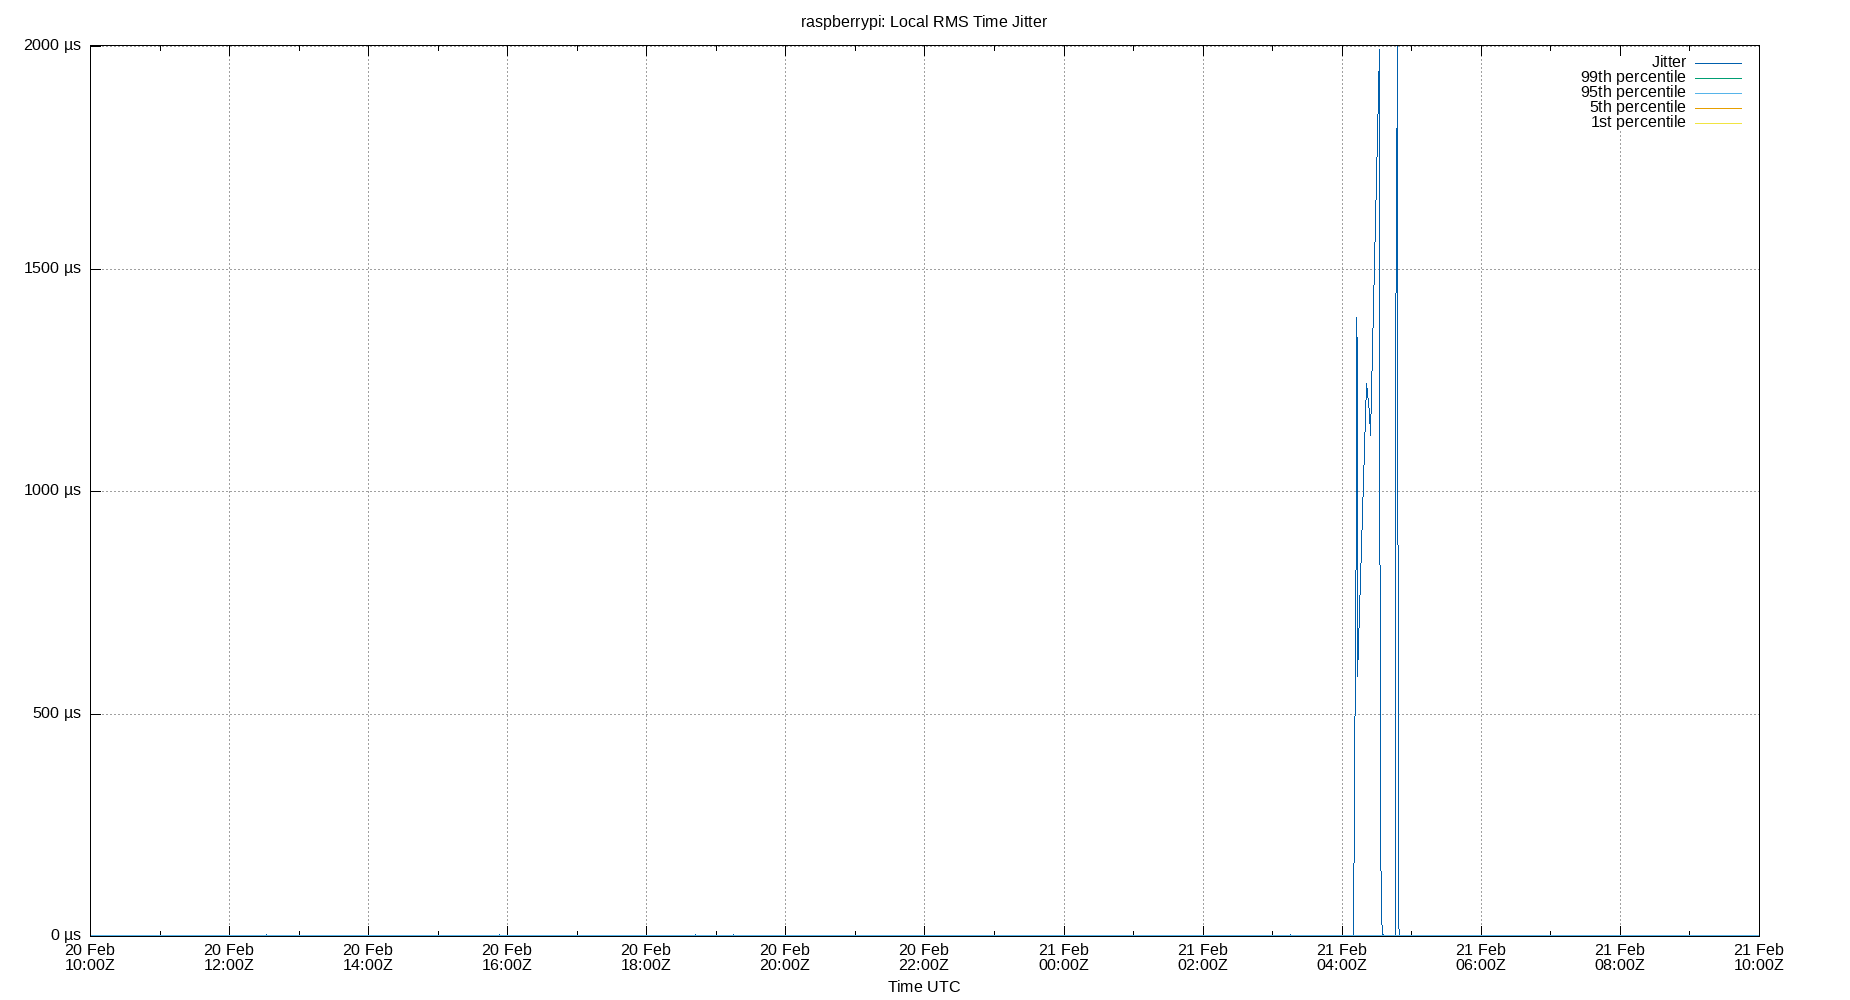 raspberrypi: Local RMS Time Jitter
2000 µs
1500 µs
1000 µs
500 µs
0 µs
Jitter
99th percentile
95th percentile
5th percentile
1st percentile
20 Feb 20 Feb 20 Feb 20 Feb 20 Feb 20 Feb 20 Feb 21 Feb 21 Feb 21 Feb 21 Feb 21 Feb 21 Feb
10:00Z 12:00Z 14:00Z 16:00Z 18:00Z 20:00Z 22:00Z 00:00Z 02:00Z 04:00Z 06:00Z 08:00Z 10:00Z
Time UTC